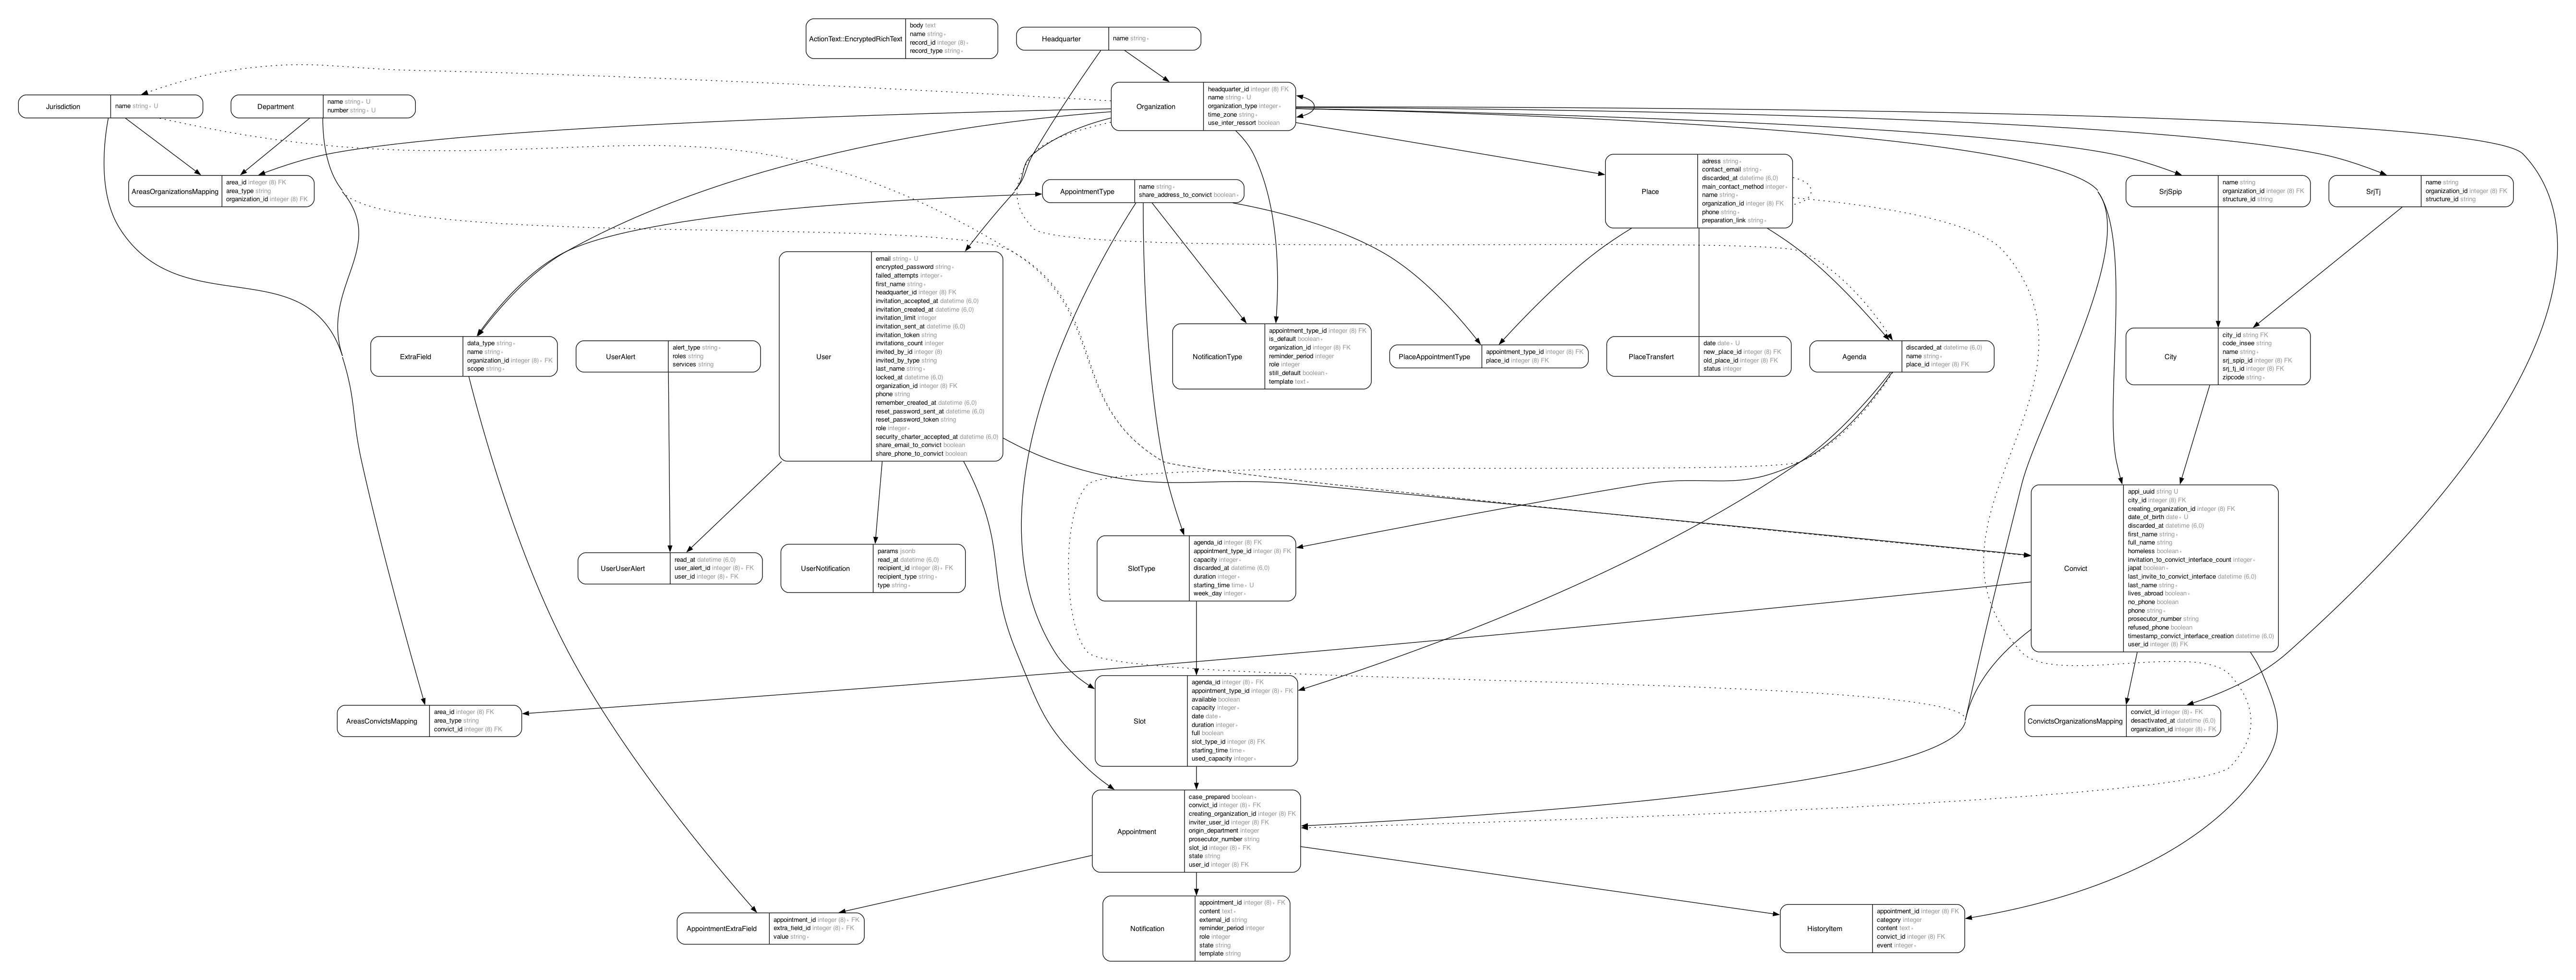 ActionText::EncryptedRichText
body text
name string ∗
record_id integer (8) ∗
record_type string ∗
Headquarter
name string ∗
Organization
headquarter_id integer (8) FK
name string ∗ U
organization_type integer ∗
time_zone string ∗
use_inter_ressort boolean
Jurisdiction
name string ∗ U
Department
name string ∗ U
number string ∗ U
AreasOrganizationsMapping
area_id integer (8) FK
area_type string
organization_id integer (8) FK
AppointmentType
name string ∗
share_address_to_convict boolean ∗
Place
adress string ∗
contact_email string ∗
discarded_at datetime (6,0)
main_contact_method integer ∗
name string ∗
organization_id integer (8) FK
phone string ∗
preparation_link string ∗
SrjSpip
name string
organization_id integer (8) FK
structure_id string
SrjTj
name string
organization_id integer (8) FK
structure_id string
User
email string ∗ U
encrypted_password string ∗
failed_attempts integer ∗
first_name string ∗
headquarter_id integer (8) FK
invitation_accepted_at datetime (6,0)
invitation_created_at datetime (6,0)
invitation_limit integer
invitation_sent_at datetime (6,0)
invitation_token string
invitations_count integer
invited_by_id integer (8)
invited_by_type string
last_name string ∗
locked_at datetime (6,0)
organization_id integer (8) FK
phone string
remember_created_at datetime (6,0)
reset_password_sent_at datetime (6,0)
reset_password_token string
role integer ∗
security_charter_accepted_at datetime (6,0)
share_email_to_convict boolean
share_phone_to_convict boolean
ExtraField
data_type string ∗
name string ∗
organization_id integer (8) ∗ FK
scope string ∗
UserAlert
alert_type string ∗
roles string
services string
NotificationType
appointment_type_id integer (8) FK
is_default boolean ∗
organization_id integer (8) FK
reminder_period integer
role integer
still_default boolean ∗
template text ∗
PlaceAppointmentType
appointment_type_id integer (8) FK
place_id integer (8) FK
PlaceTransfert
date date ∗ U
new_place_id integer (8) FK
old_place_id integer (8) FK
status integer
Agenda
discarded_at datetime (6,0)
name string ∗
place_id integer (8) FK
City
city_id string FK
code_insee string
name string ∗
srj_spip_id integer (8) FK
srj_tj_id integer (8) FK
zipcode string ∗
Convict
appi_uuid string U
city_id integer (8) FK
creating_organization_id integer (8) FK
date_of_birth date ∗ U
discarded_at datetime (6,0)
first_name string ∗
full_name string
homeless boolean ∗
invitation_to_convict_interface_count integer ∗
japat boolean ∗
last_invite_to_convict_interface datetime (6,0)
last_name string ∗
lives_abroad boolean ∗
no_phone boolean
phone string ∗
prosecutor_number string
refused_phone boolean
timestamp_convict_interface_creation datetime (6,0)
user_id integer (8) FK
UserUserAlert
read_at datetime (6,0)
user_alert_id integer (8) ∗ FK
user_id integer (8) ∗ FK
UserNotification
params jsonb
read_at datetime (6,0)
recipient_id integer (8) ∗ FK
recipient_type string ∗
type string ∗
SlotType
agenda_id integer (8) FK
appointment_type_id integer (8) FK
capacity integer ∗
discarded_at datetime (6,0)
duration integer ∗
starting_time time ∗ U
week_day integer ∗
AreasConvictsMapping
area_id integer (8) FK
area_type string
convict_id integer (8) FK
Slot
agenda_id integer (8) ∗ FK
appointment_type_id integer (8) ∗ FK
available boolean
capacity integer ∗
date date ∗
duration integer ∗
full boolean
slot_type_id integer (8) FK
starting_time time ∗
used_capacity integer ∗
ConvictsOrganizationsMapping
convict_id integer (8) ∗ FK
desactivated_at datetime (6,0)
organization_id integer (8) ∗ FK
Appointment
case_prepared boolean ∗
convict_id integer (8) ∗ FK
creating_organization_id integer (8) FK
inviter_user_id integer (8) FK
origin_department integer
prosecutor_number string
slot_id integer (8) ∗ FK
state string
user_id integer (8) FK
AppointmentExtraField
appointment_id integer (8) ∗ FK
extra_field_id integer (8) ∗ FK
value string ∗
Notification
appointment_id integer (8) ∗ FK
content text ∗
external_id string
reminder_period integer
role integer
state string
template string
HistoryItem
appointment_id integer (8) FK
category integer
content text ∗
convict_id integer (8) FK
event integer ∗